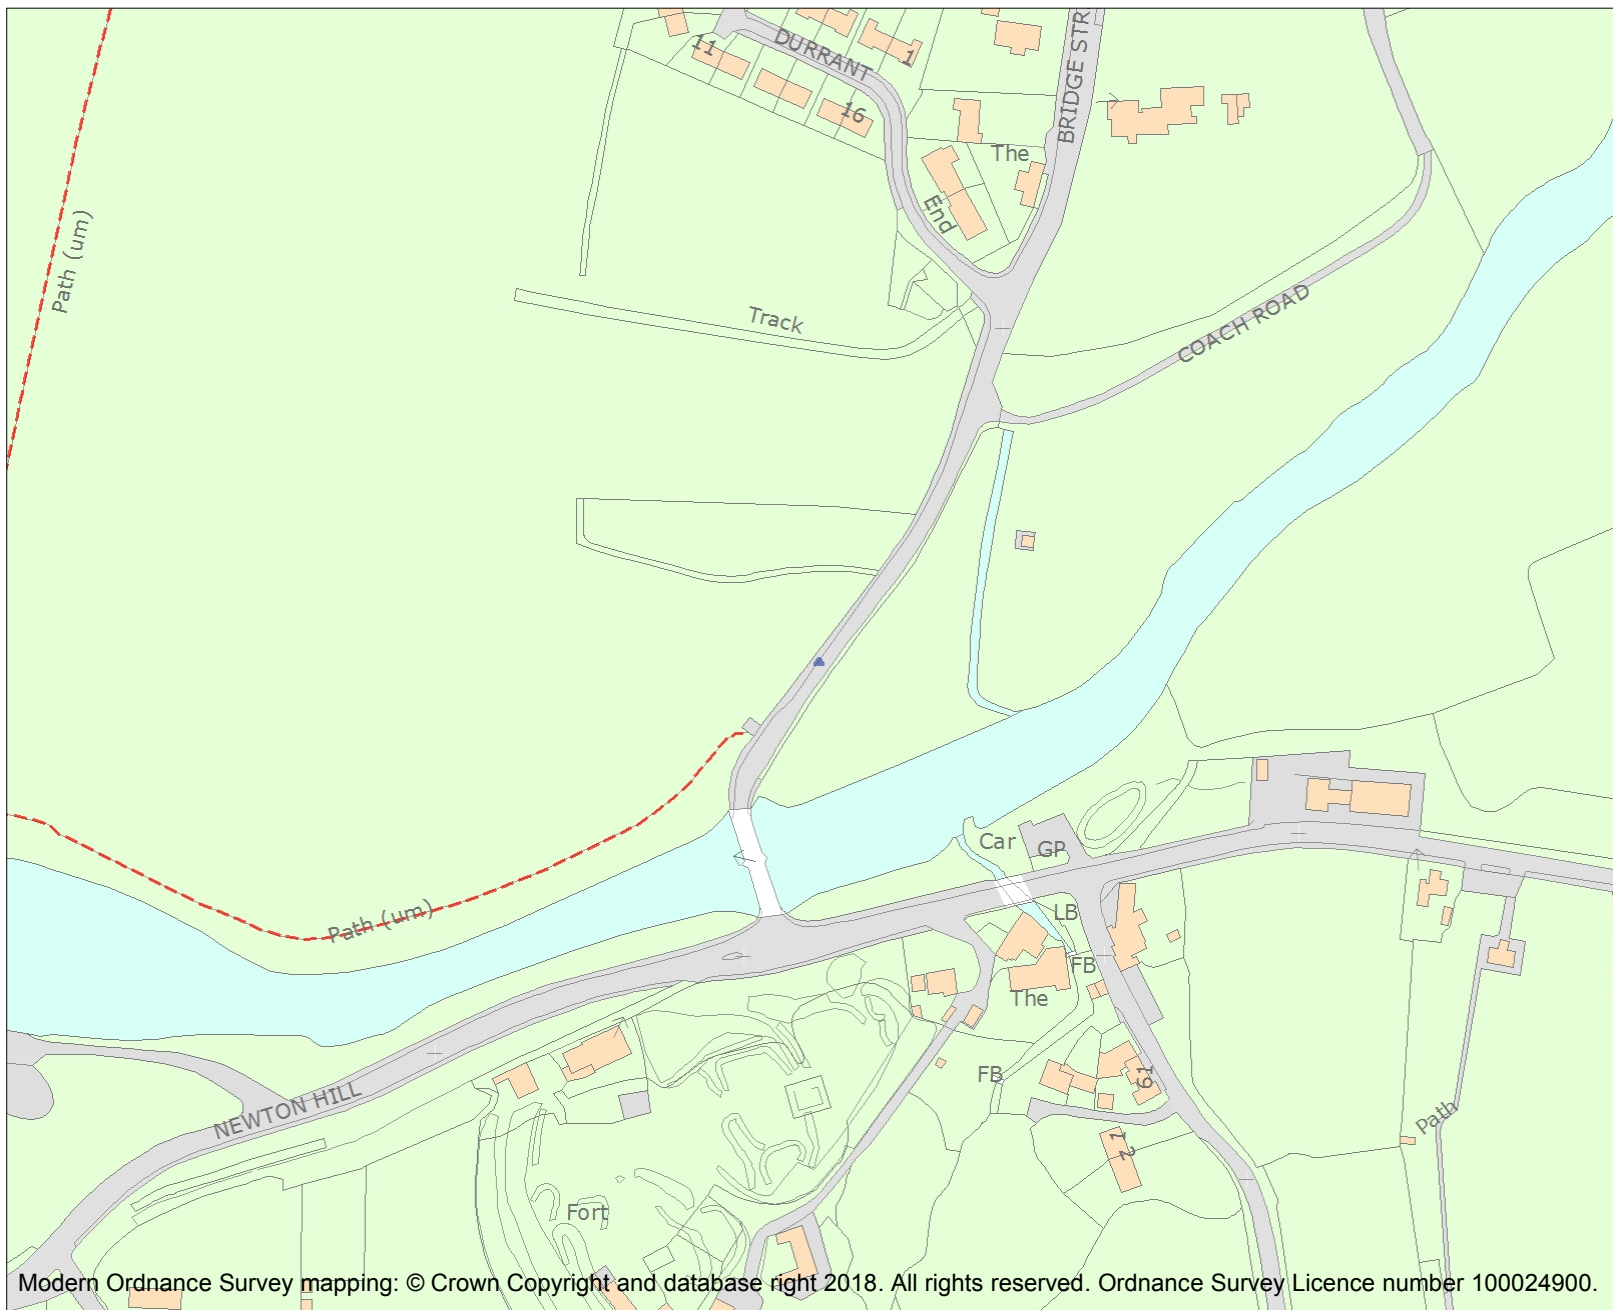 11
DURRANT
1
BRIDGE STR
16
The
End
Path (um)
Track
COACH ROAD
Car
GP
Path (um)
LB
FB
The
FB
61
NEWTON HILL
Path
12
Fort
Modern Ordnance Survey mapping: © Crown Copyright and database right 2018. All rights reserved. Ordnance Survey Licence number 100024900.